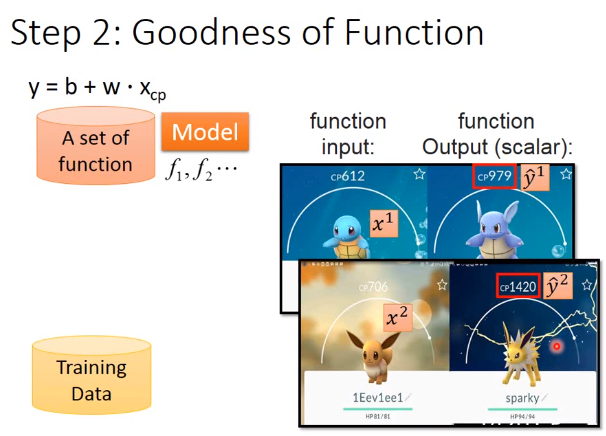 Step 2: Goodness of Function
y = b + w ∙ xcp
A set of
function
Model
f1, f2 ⋯
function
input:
function
Output (scalar):
CP612
x1
CP979
ŷ1
CP706
x2
CP1420
ŷ2
1Eev1ee1
HP81/81
sparky
HP94/94
Training
Data